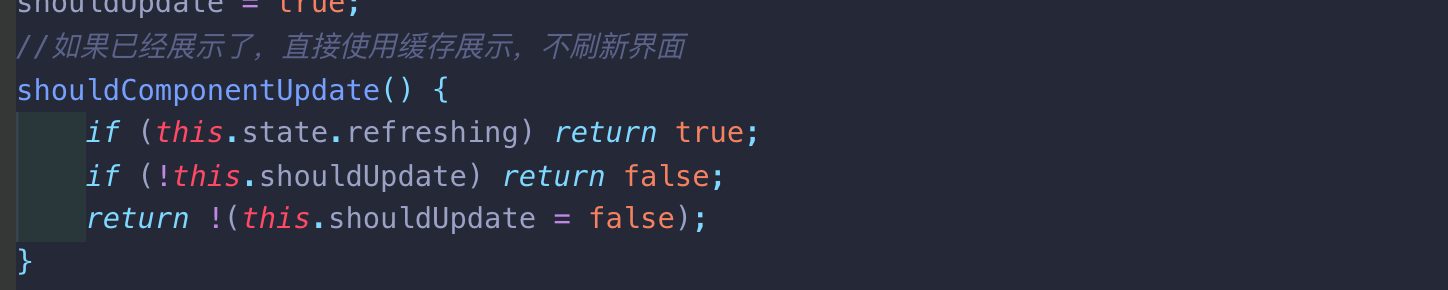 shouldUpdate = true;
//如果已经展示了，直接使用缓存展示，不刷新界面
shouldComponentUpdate() {
if (this.state.refreshing) return true;
if (!this.shouldUpdate) return false;
return !(this.shouldUpdate = false);
}